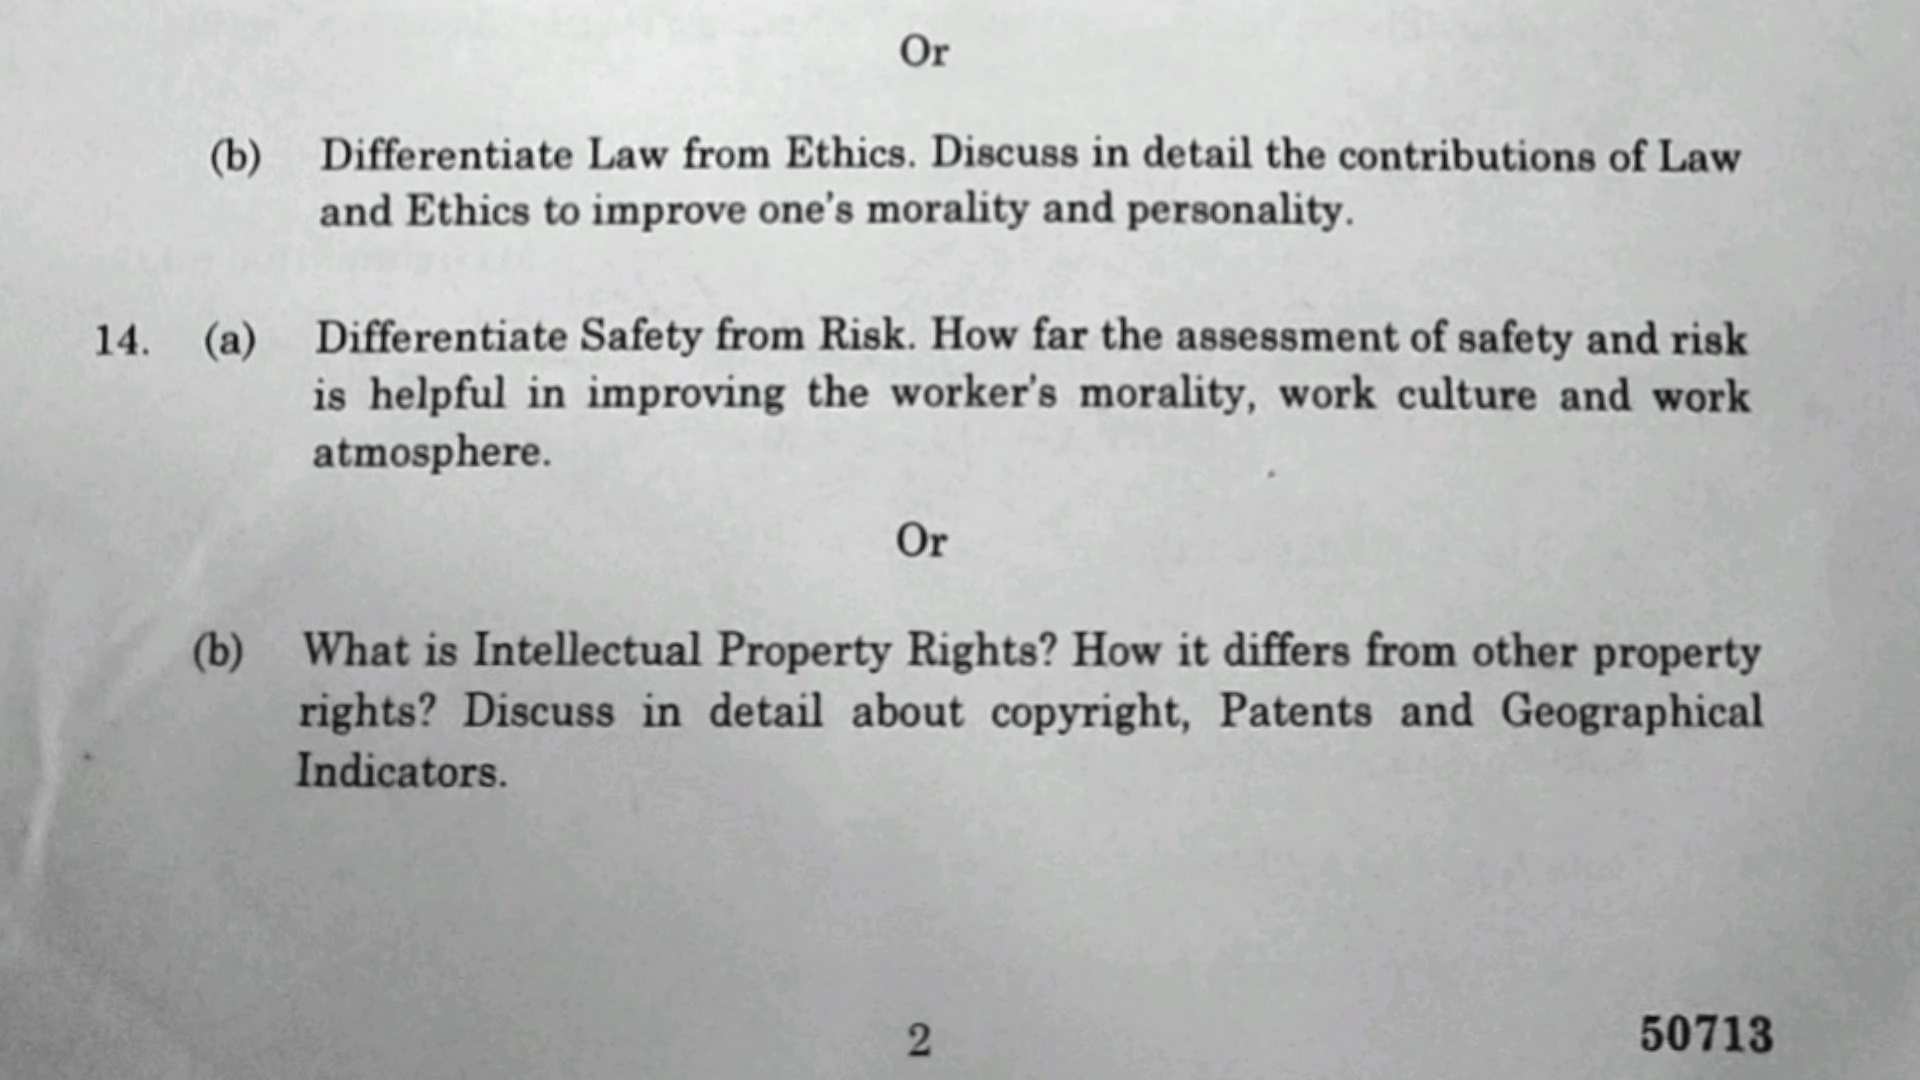 Or
(b) Differentiate Law from Ethics. Discuss in detail the contributions of Law
and Ethics to improve one's morality and personality.
14. (a) Differentiate Safety from Risk. How far the assessment of safety and risk
is helpful in improving the worker's morality, work culture and work
atmosphere.
Or
(b) What is Intellectual Property Rights? How it differs from other property
rights? Discuss in detail about copyright, Patents and Geographical
Indicators.
2 50713